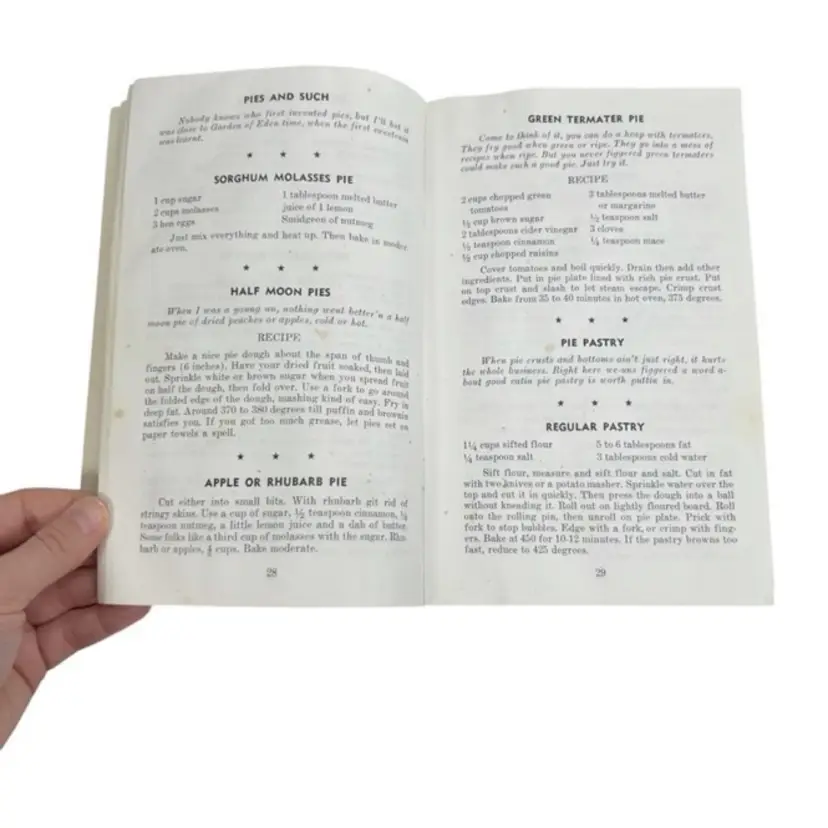 PIES AND SUCH
Nobody knows who first invented pies, but I'll bet it
was close to Garden of Eden time, when the first sweetenin
was learnt.
★ ★ ★
SORGHUM MOLASSES PIE
1 cup sugar
2 cups molasses
3 hen eggs
1 tablespoon melted butter
juice of 1 lemon
Smidgeon of nutmeg
Just mix everything and heat up. Then bake in moder-
ate oven.
★ ★ ★
HALF MOON PIES
When I was a young un, nothing went better'n a half
moon pie of dried peaches or apples, cold or hot.
RECIPE
Make a nice pie dough about the span of thumb and
fingers (6 inches). Have your dried fruit soaked, then laid
out. Sprinkle white or brown sugar when you spread fruit
on half the dough, then fold over. Use a fork to go around
the folded edge of the dough, mashing kind of easy. Fry in
deep fat. Around 370 to 380 degrees till puffin and brownin
satisfies you. If you got too much grease, let pies set on
paper towels a spell.
★ ★ ★
APPLE OR RHUBARB PIE
Cut either into small bits. With rhubarb git rid of
stringy skins. Use a cup of sugar, ½ teaspoon cinnamon, ¼
teaspoon nutmeg, a little lemon juice and a dab of butter.
Some folks like a third cup of molasses with the sugar. Rhu-
barb or apples, 4 cups. Bake moderate.
28
GREEN TERMATER PIE
Come to think of it, you can do a heap with termaters.
They fry good when green or ripe. They go into a mess of
recipes when ripe. But you never figgered green termaters
could make such a good pie. Just try it.
RECIPE
2 cups chopped green
tomatoes
½ cup brown sugar
2 tablespoons cider vinegar
½ teaspoon cinnamon
½ cup chopped raisins
3 tablespoons melted butter
or margarine
½ teaspoon salt
3 cloves
¼ teaspoon mace
Cover tomatoes and boil quickly. Drain then add other
ingredients. Put in pie plate lined with rich pie crust. Put
on top crust and slash to let steam escape. Crimp crust
edges. Bake from 35 to 40 minutes in hot oven, 375 degrees.
★ ★ ★
PIE PASTRY
When pie crusts and bottoms ain't just right, it hurts
the whole business. Right here we-uns figgered a word a-
bout good eatin pie pastry is worth puttin in.
★ ★ ★
REGULAR PASTRY
1¼ cups sifted flour
¼ teaspoon salt
5 to 6 tablespoons fat
3 tablespoons cold water
Sift flour, measure and sift flour and salt. Cut in fat
with two knives or a potato masher. Sprinkle water over the
top and cut it in quickly. Then press the dough into a ball
without kneading it. Roll out on lightly floured board. Roll
onto the rolling pin, then unroll on pie plate. Prick with
fork to stop bubbles. Edge with a fork, or crimp with fing-
ers. Bake at 450 for 10-12 minutes. If the pastry browns too
fast, reduce to 425 degrees.
29